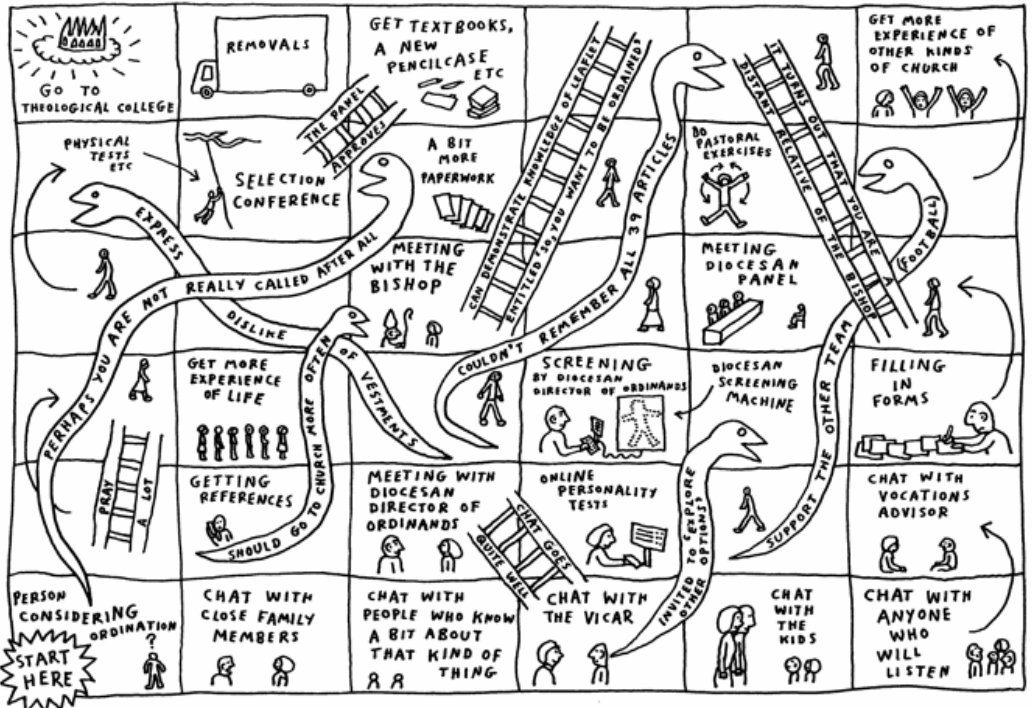 GO TO
THEOLOGICAL COLLEGE
REMOVALS
GET TEXTBOOKS,
A NEW
PENCILCASE
ETC
THE PANEL
APPROVES
CAN DEMONSTRATE KNOWLEDGE OF LEAFLET
ENTITLED 'SO, YOU WANT TO BE ORDAINED'
IT TURNS OUT THAT YOU ARE A
DISTANT RELATIVE OF THE BISHOP
GET MORE
EXPERIENCE OF
OTHER KINDS
OF CHURCH
PHYSICAL
TESTS
ETC
SELECTION
CONFERENCE
A BIT
MORE
PAPERWORK
DO
PASTORAL
EXERCISES
EXPRESS DISLIKE OF VESTMENTS
PERHAPS YOU ARE NOT REALLY CALLED AFTER ALL
MEETING
WITH THE
BISHOP
COULDN'T REMEMBER ALL 39 ARTICLES
MEETING
DIOCESAN
PANEL
SUPPORT THE OTHER TEAM (FOOTBALL)
GET MORE
EXPERIENCE
OF LIFE
SHOULD GO TO CHURCH MORE OFTEN
SCREENING
BY DIOCESAN
DIRECTOR OF ORDINANDS
DIOCESAN
SCREENING
MACHINE
FILLING
IN
FORMS
PRAY
A LOT
GETTING
REFERENCES
MEETING WITH
DIOCESAN
DIRECTOR OF
ORDINANDS
CHAT GOES
QUITE WELL
ONLINE
PERSONALITY
TESTS
INVITED TO "EXPLORE
OTHER OPTIONS"
CHAT WITH
VOCATIONS
ADVISOR
PERSON
CONSIDERING
ORDINATION
?
START
HERE
CHAT WITH
CLOSE FAMILY
MEMBERS
CHAT WITH
PEOPLE WHO KNOW
A BIT ABOUT
THAT KIND OF
THING
CHAT WITH
THE VICAR
CHAT
WITH
THE
KIDS
CHAT WITH
ANYONE
WHO
WILL
LISTEN